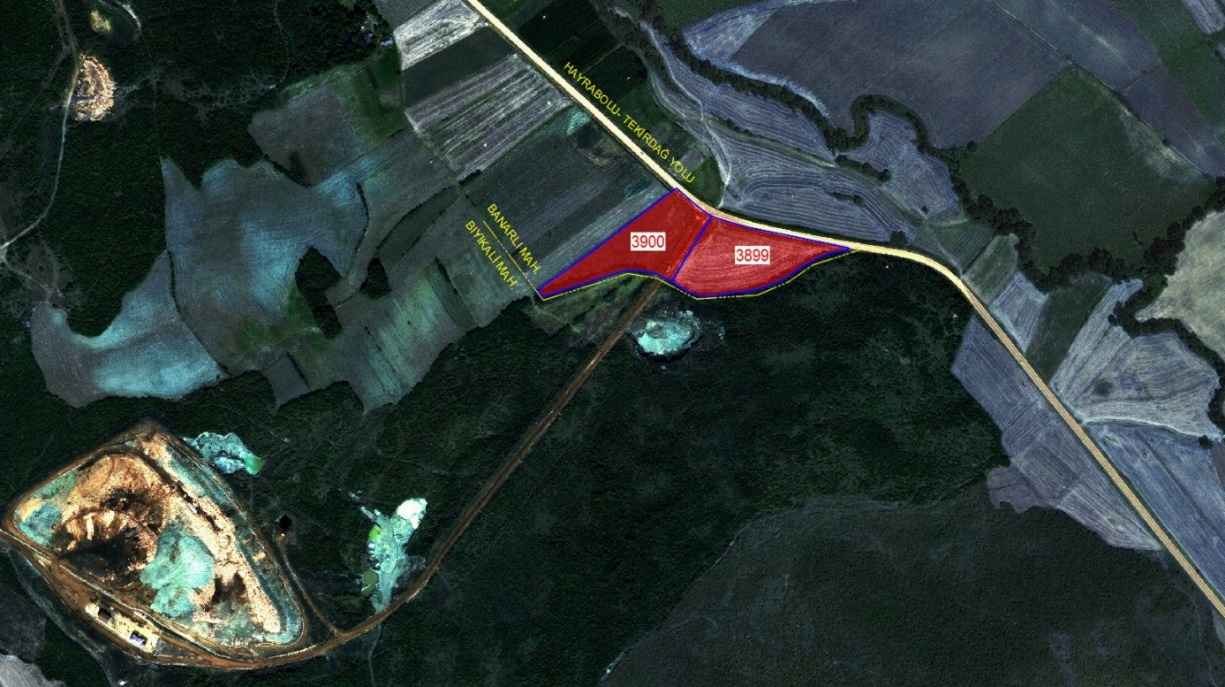 HAYRABOLU- TEKİRDAĞ YOLU
BANARLI MAH.
BIYIKALI MAH.
3900
3899